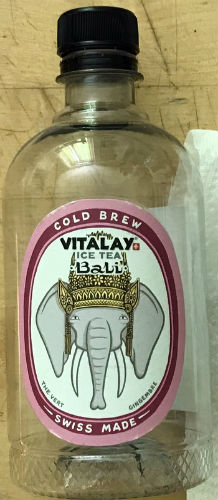 COLD BREW
VITALAY
ICE TEA
"Bali"
THE VERT
GINGEMBRE
SWISS MADE